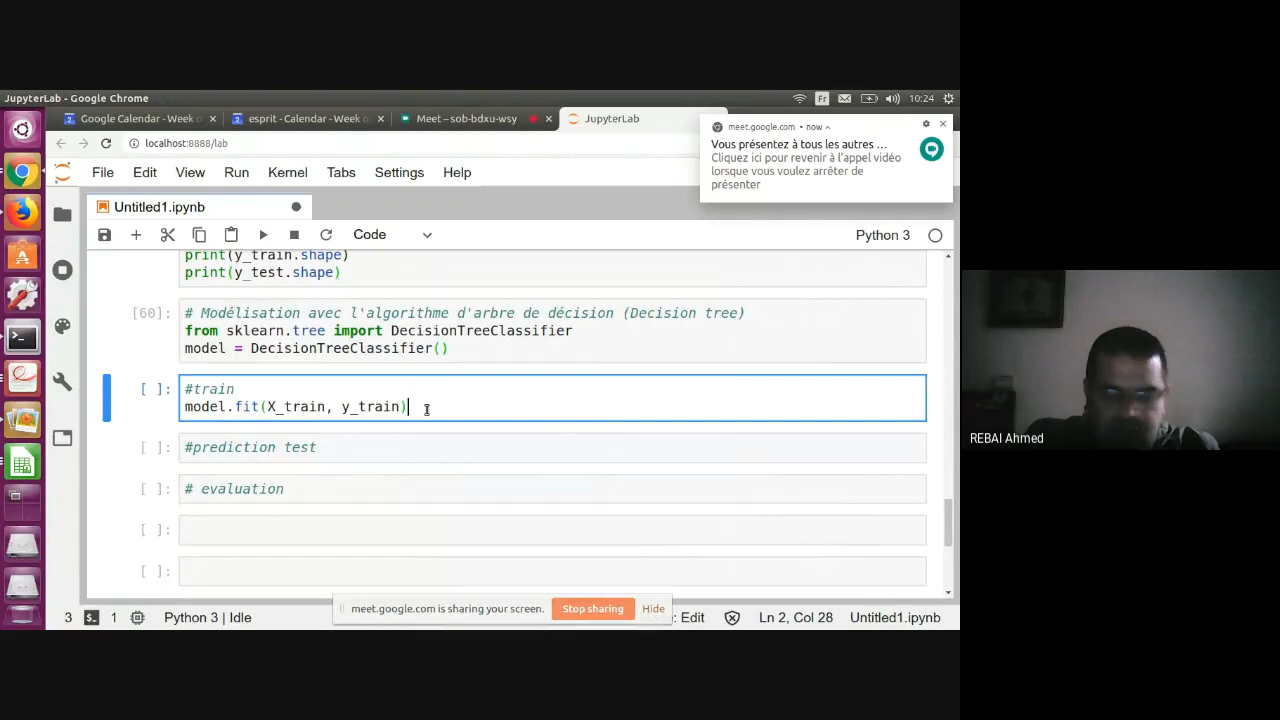 JupyterLab - Google Chrome
Fr
10:24
Google Calendar - Week o
esprit - Calendar - Week o
Meet – sob-bdxu-wsy
JupyterLab
localhost:8888/lab
meet.google.com • now
Vous présentez à tous les autres ...
Cliquez ici pour revenir à l'appel vidéo
lorsque vous voulez arrêter de
présenter
File Edit View Run Kernel Tabs Settings Help
Untitled1.ipynb
Code
Python 3
print(y_train.shape)
print(y_test.shape)
[60]: # Modélisation avec l'algorithme d'arbre de décision (Decision tree)
from sklearn.tree import DecisionTreeClassifier
model = DecisionTreeClassifier()
[ ]: #train
model.fit(X_train, y_train)
[ ]: #prediction test
[ ]: # evaluation
[ ]:
[ ]:
meet.google.com is sharing your screen. Stop sharing Hide
3 1 Python 3 | Idle : Edit Ln 2, Col 28 Untitled1.ipynb
REBAI Ahmed